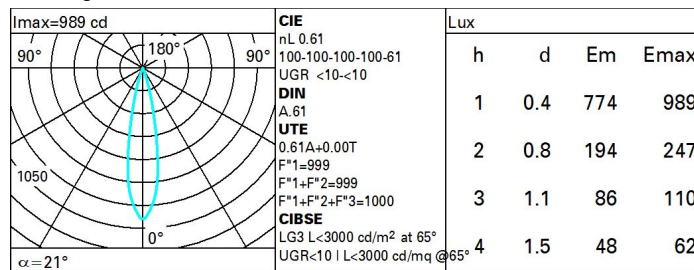 Imax=989 cd
90° 180° 90°
1050
0°
α=21°
CIE
nL 0.61
100-100-100-100-61
UGR <10-<10
DIN
A.61
UTE
0.61A+0.00T
F"1=999
F"1+F"2=999
F"1+F"2+F"3=1000
CIBSE
LG3 L<3000 cd/m² at 65°
UGR<10 | L<3000 cd/mq @65°
Lux
h d Em Emax
1 0.4 774 989
2 0.8 194 247
3 1.1 86 110
4 1.5 48 62